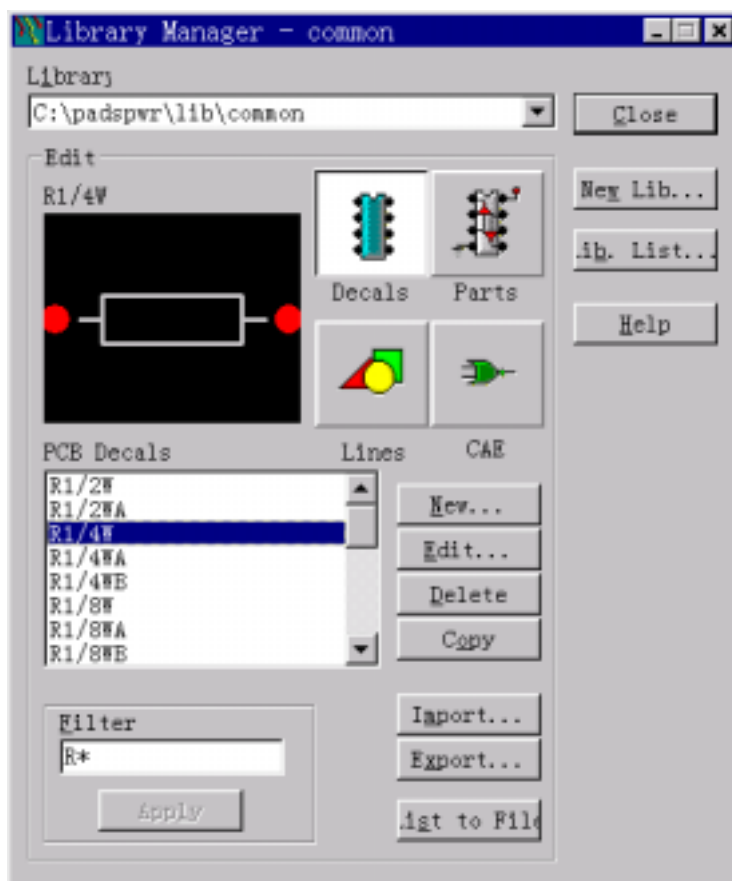 Library Manager - common
Library
C:\padspwr\lib\common
Close
Edit
R1/4W
New Lib...
Lib. List...
Decals
Parts
Help
PCB Decals
Lines
CAE
R1/2W
R1/2WA
R1/4W
R1/4WA
R1/4WB
R1/8W
R1/8WA
R1/8WB
New...
Edit...
Delete
Copy
Filter
R*
Apply
Import...
Export...
List to File